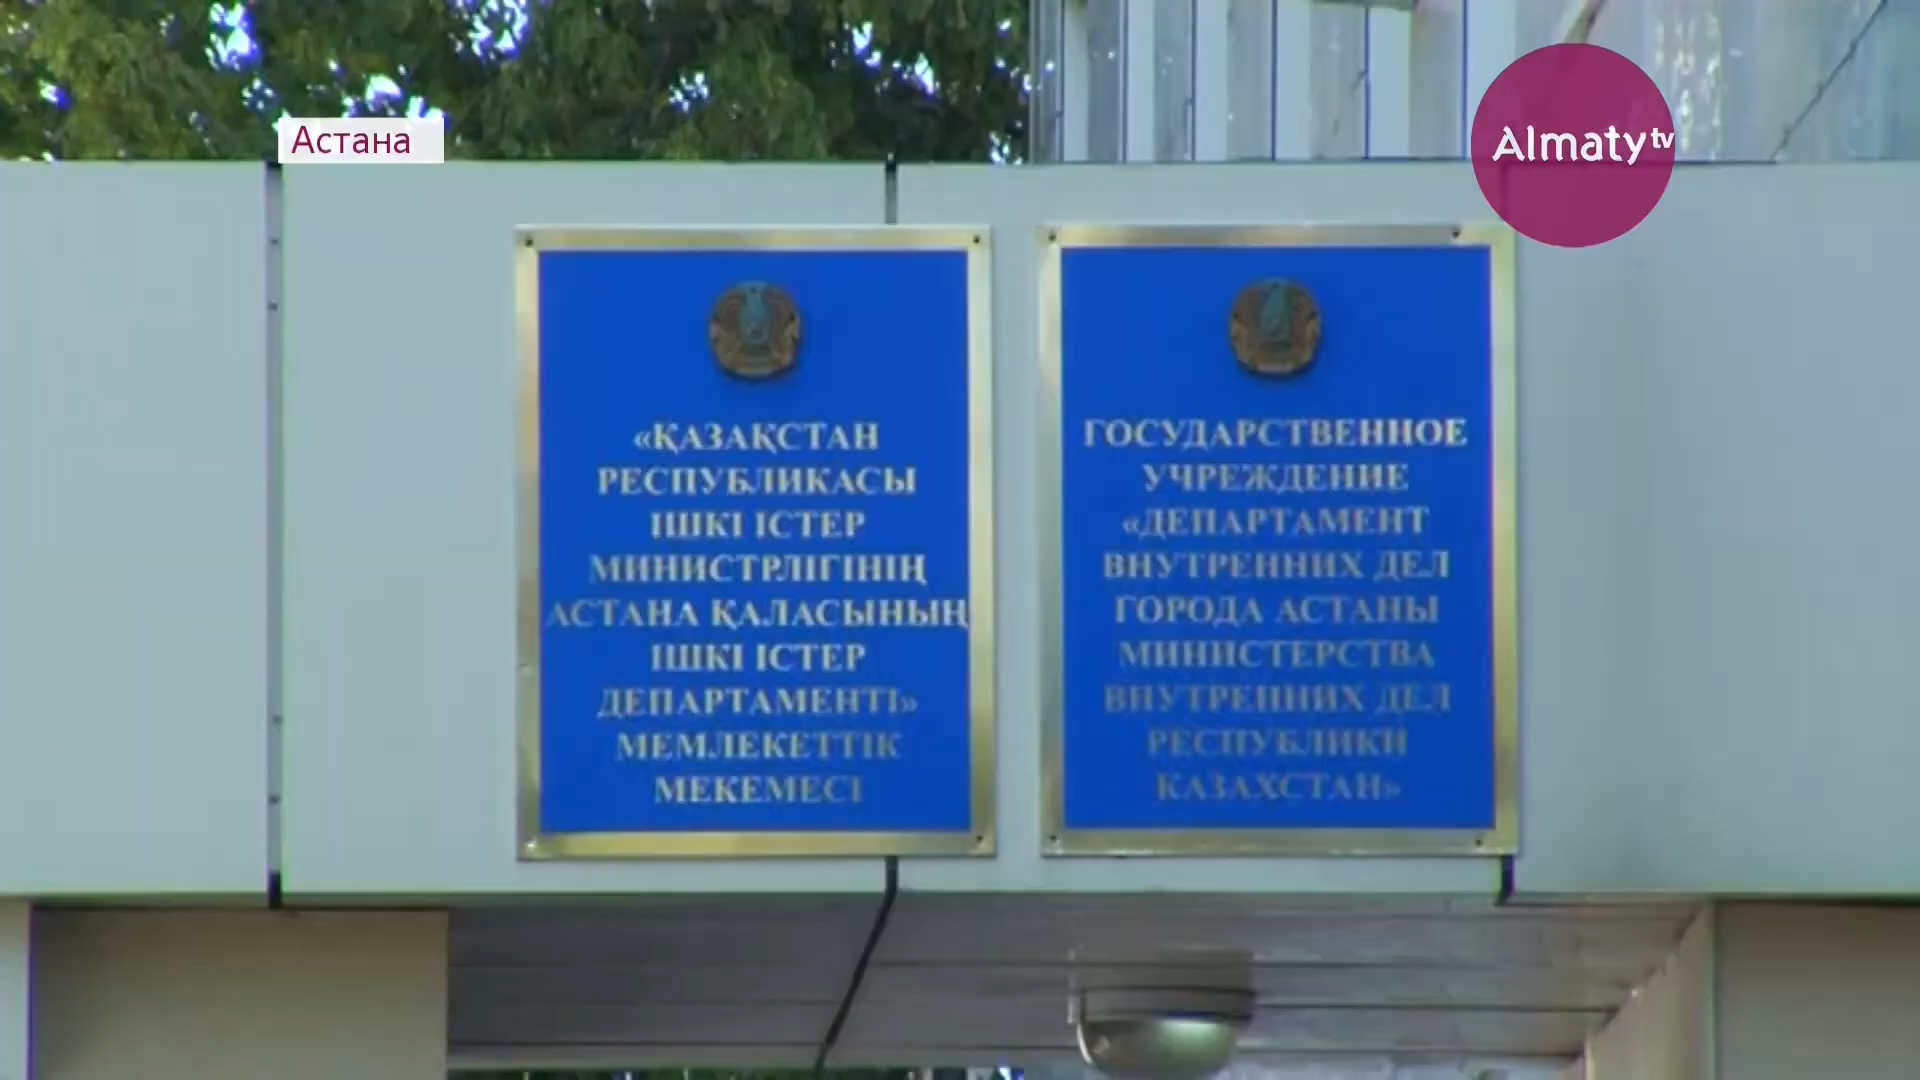 Астана
Almaty tv
«ҚАЗАҚСТАН
РЕСПУБЛИКАСЫ
ІШКІ ІСТЕР
МИНИСТРЛІГІНІҢ
АСТАНА ҚАЛАСЫНЫҢ
ІШКІ ІСТЕР
ДЕПАРТАМЕНТІ»
МЕМЛЕКЕТТІК
МЕКЕМЕСІ
ГОСУДАРСТВЕННОЕ
УЧРЕЖДЕНИЕ
«ДЕПАРТАМЕНТ
ВНУТРЕННИХ ДЕЛ
ГОРОДА АСТАНЫ
МИНИСТЕРСТВА
ВНУТРЕННИХ ДЕЛ
РЕСПУБЛИКИ
КАЗАХСТАН»